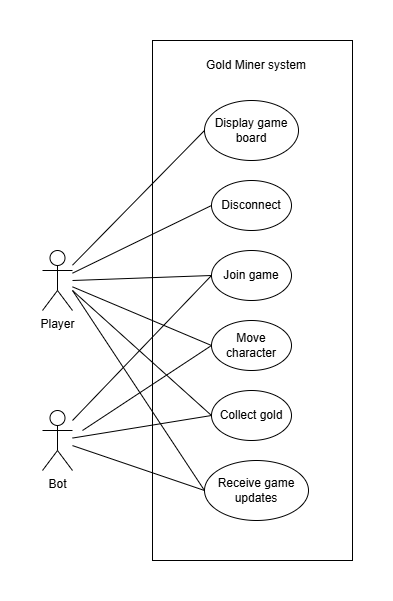 Gold Miner system
Display game
board
Disconnect
Join game
Player
Move
character
Collect gold
Bot
Receive game
updates